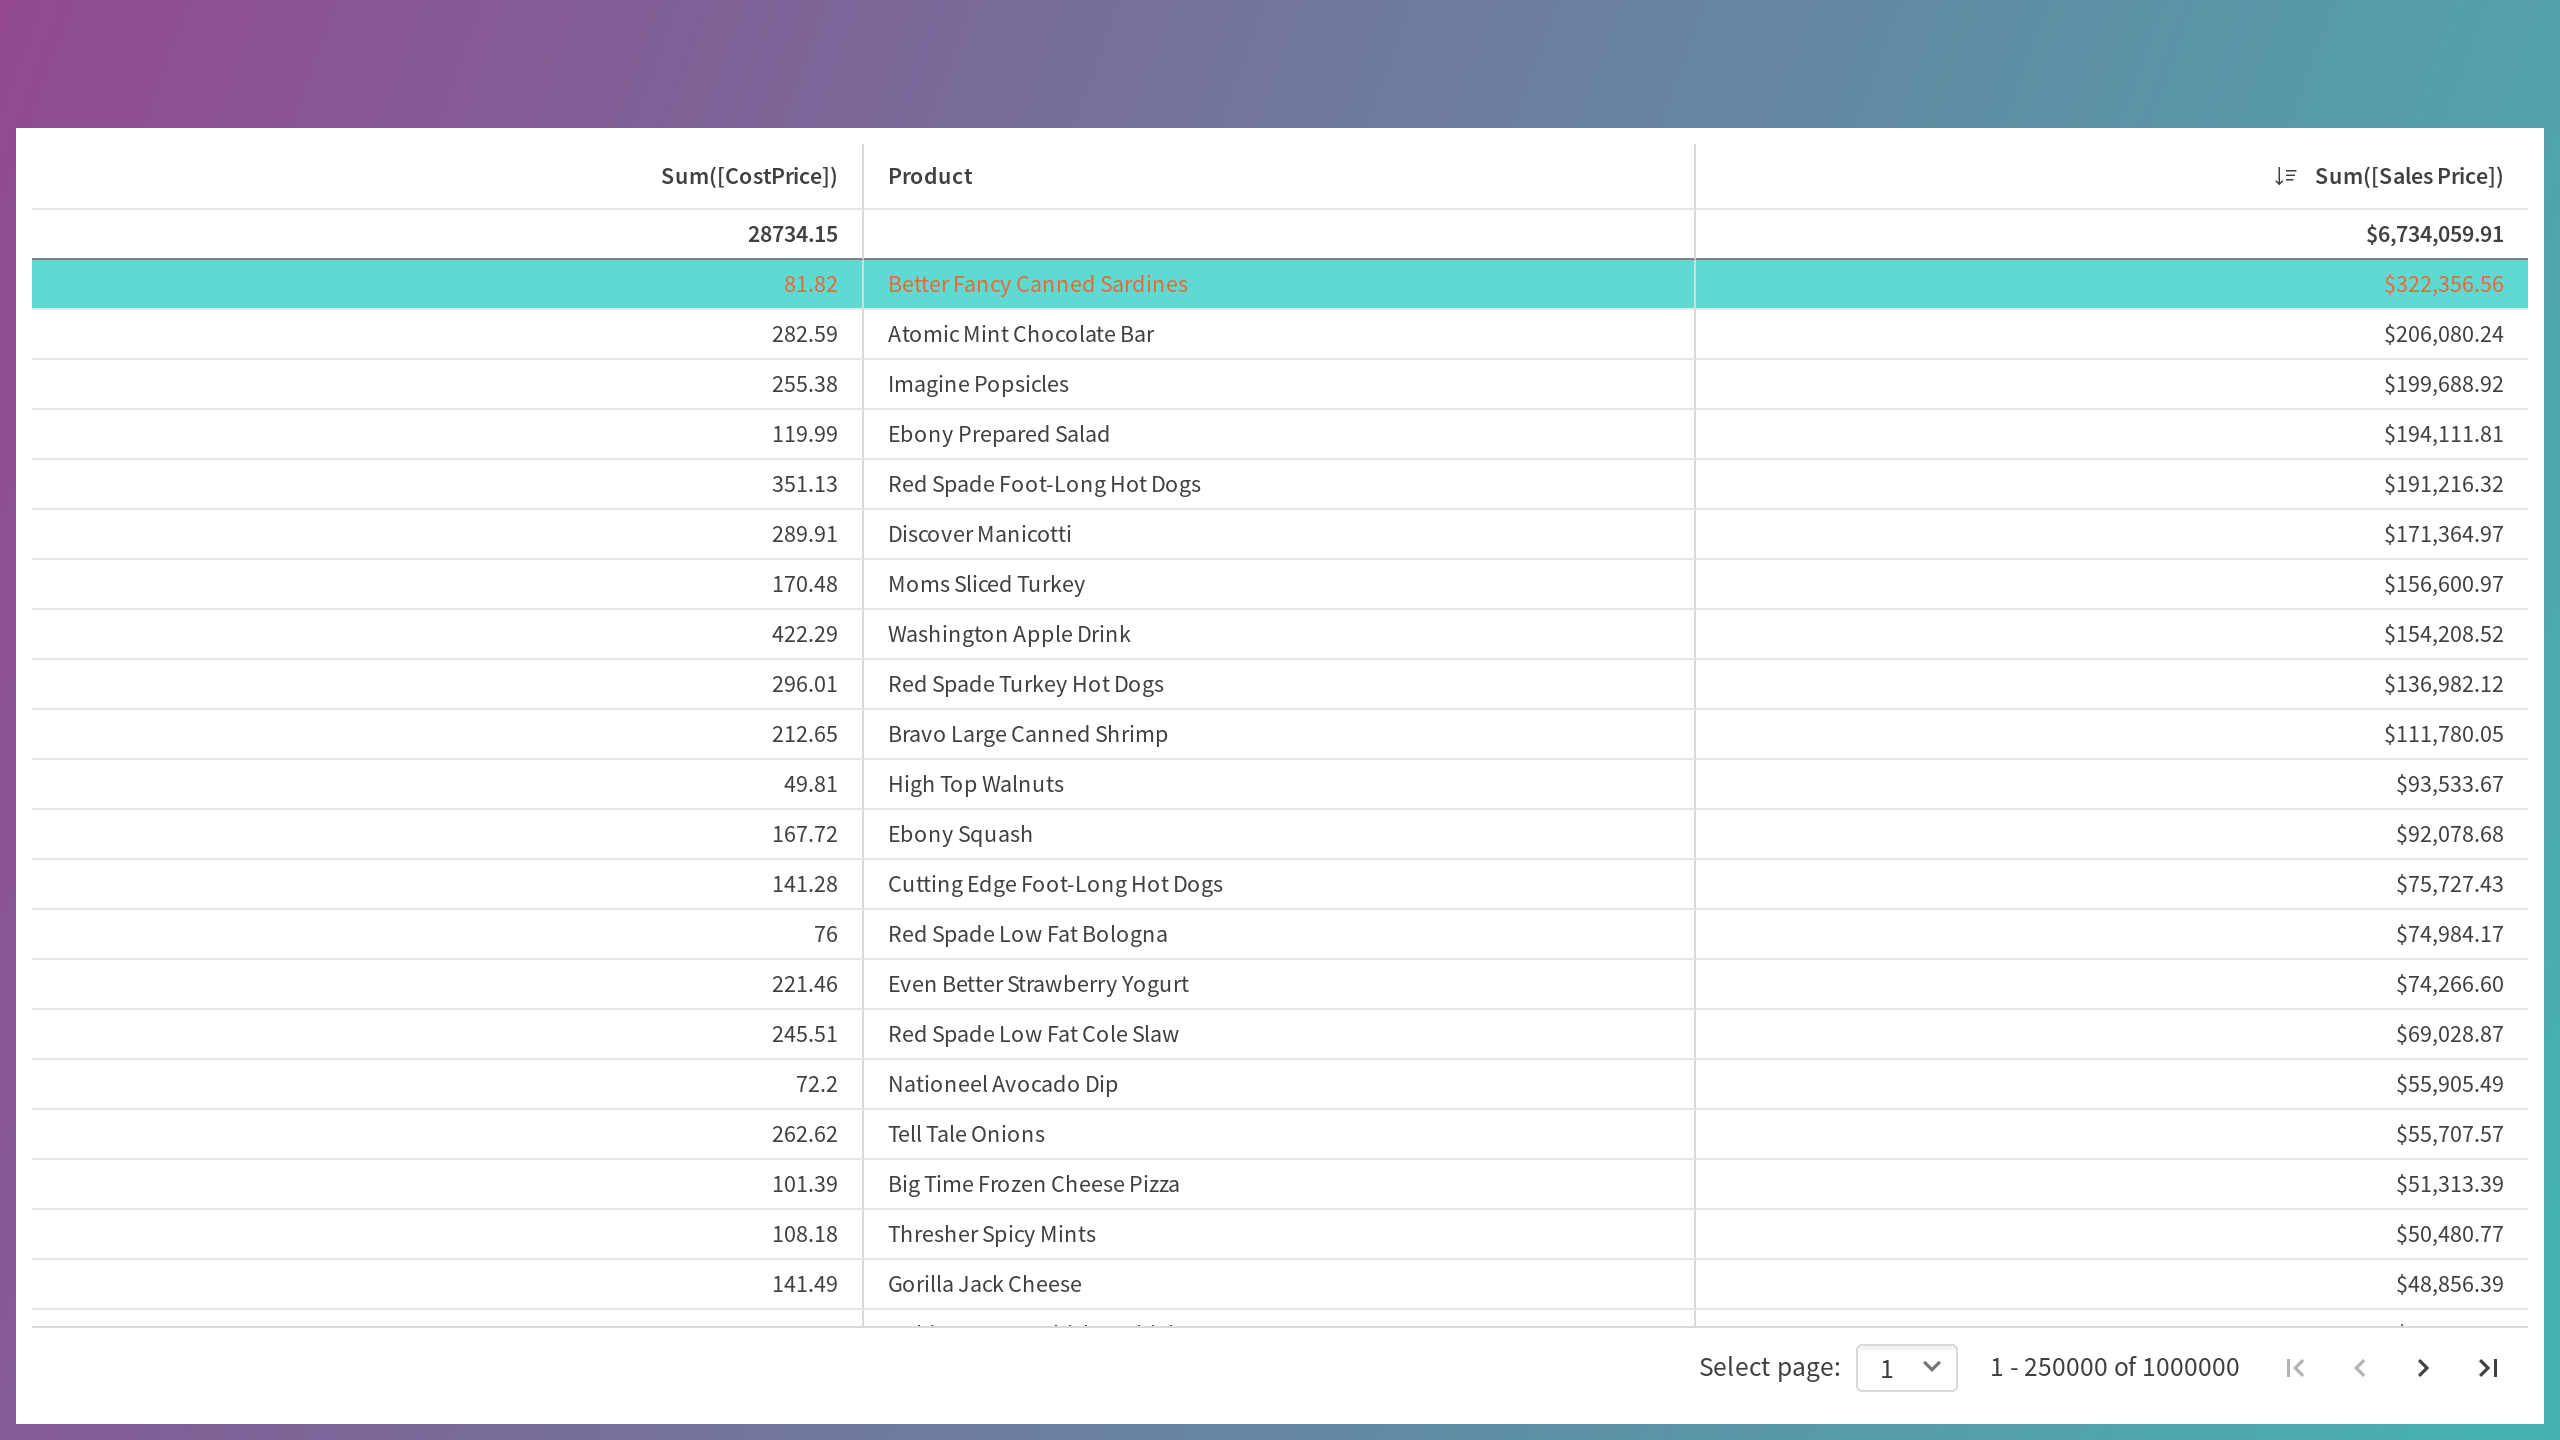 Sum([CostPrice]) Product Sum([Sales Price])
28734.15 $6,734,059.91
81.82 Better Fancy Canned Sardines $322,356.56
282.59 Atomic Mint Chocolate Bar $206,080.24
255.38 Imagine Popsicles $199,688.92
119.99 Ebony Prepared Salad $194,111.81
351.13 Red Spade Foot-Long Hot Dogs $191,216.32
289.91 Discover Manicotti $171,364.97
170.48 Moms Sliced Turkey $156,600.97
422.29 Washington Apple Drink $154,208.52
296.01 Red Spade Turkey Hot Dogs $136,982.12
212.65 Bravo Large Canned Shrimp $111,780.05
49.81 High Top Walnuts $93,533.67
167.72 Ebony Squash $92,078.68
141.28 Cutting Edge Foot-Long Hot Dogs $75,727.43
76 Red Spade Low Fat Bologna $74,984.17
221.46 Even Better Strawberry Yogurt $74,266.60
245.51 Red Spade Low Fat Cole Slaw $69,028.87
72.2 Nationeel Avocado Dip $55,905.49
262.62 Tell Tale Onions $55,707.57
101.39 Big Time Frozen Cheese Pizza $51,313.39
108.18 Thresher Spicy Mints $50,480.77
141.49 Gorilla Jack Cheese $48,856.39
Select page: 1 1 - 250000 of 1000000